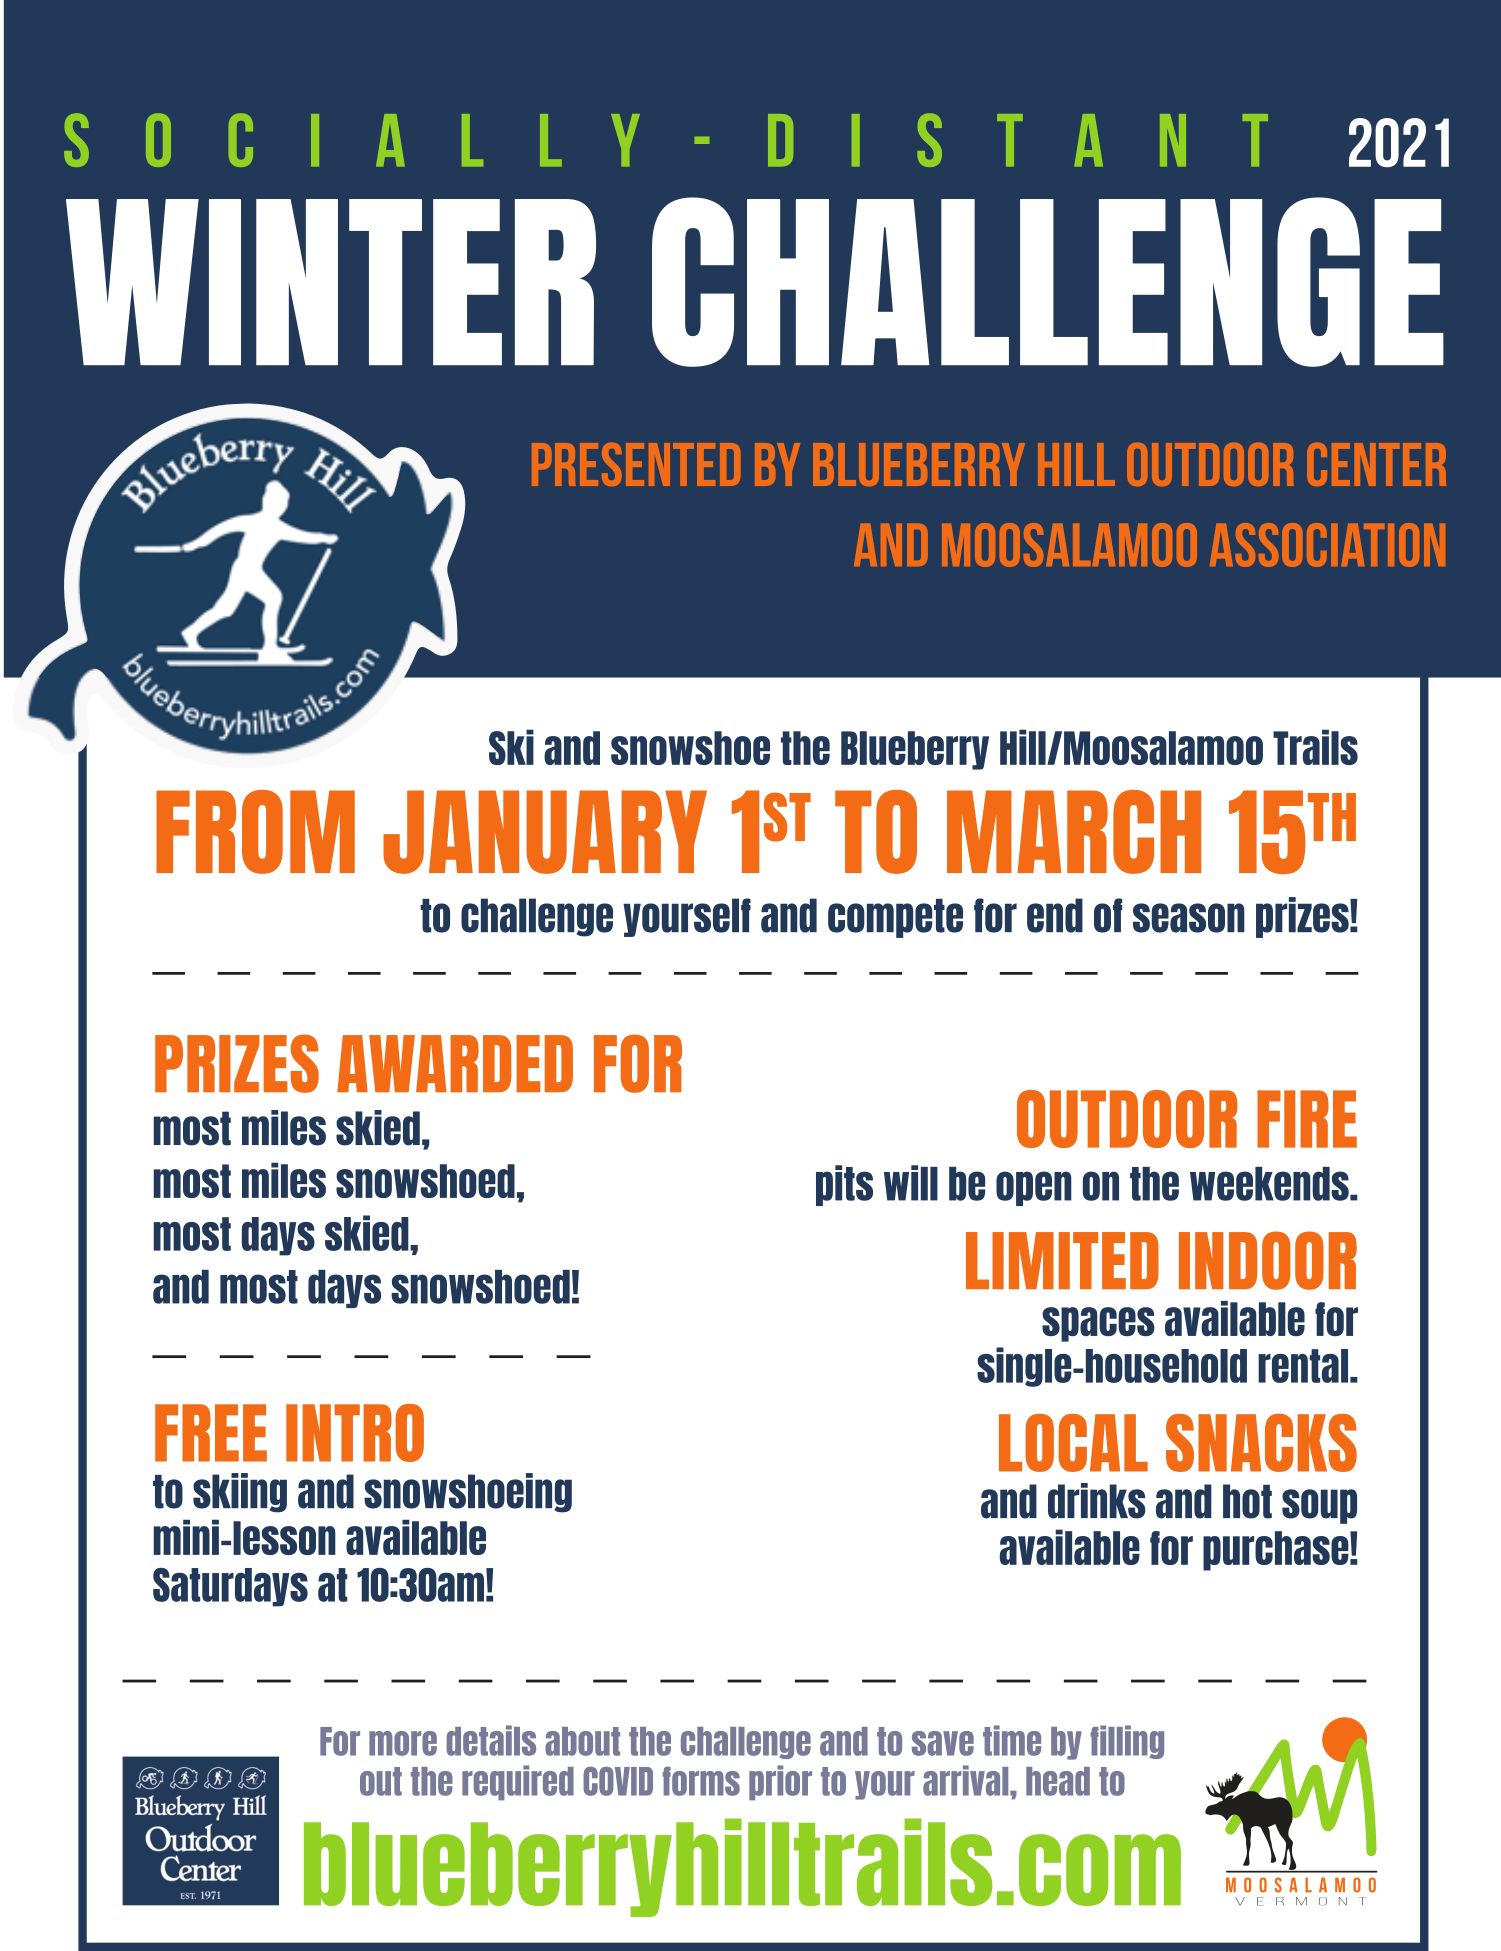 SOCIALLY-DISTANT 2021
WINTER CHALLENGE
Blueberry Hill
blueberryhilltrails.com
PRESENTED BY BLUEBERRY HILL OUTDOOR CENTER
AND MOOSALAMOO ASSOCIATION
Ski and snowshoe the Blueberry Hill/Moosalamoo Trails
FROM JANUARY 1ST TO MARCH 15TH
to challenge yourself and compete for end of season prizes!
PRIZES AWARDED FOR
most miles skied,
most miles snowshoed,
most days skied,
and most days snowshoed!
FREE INTRO
to skiing and snowshoeing
mini-lesson available
Saturdays at 10:30am!
OUTDOOR FIRE
pits will be open on the weekends.
LIMITED INDOOR
spaces available for
single-household rental.
LOCAL SNACKS
and drinks and hot soup
available for purchase!
For more details about the challenge and to save time by filling
out the required COVID forms prior to your arrival, head to
blueberryhilltrails.com
Blueberry Hill
Outdoor
Center
EST. 1971
MOOSALAMOO
VERMONT